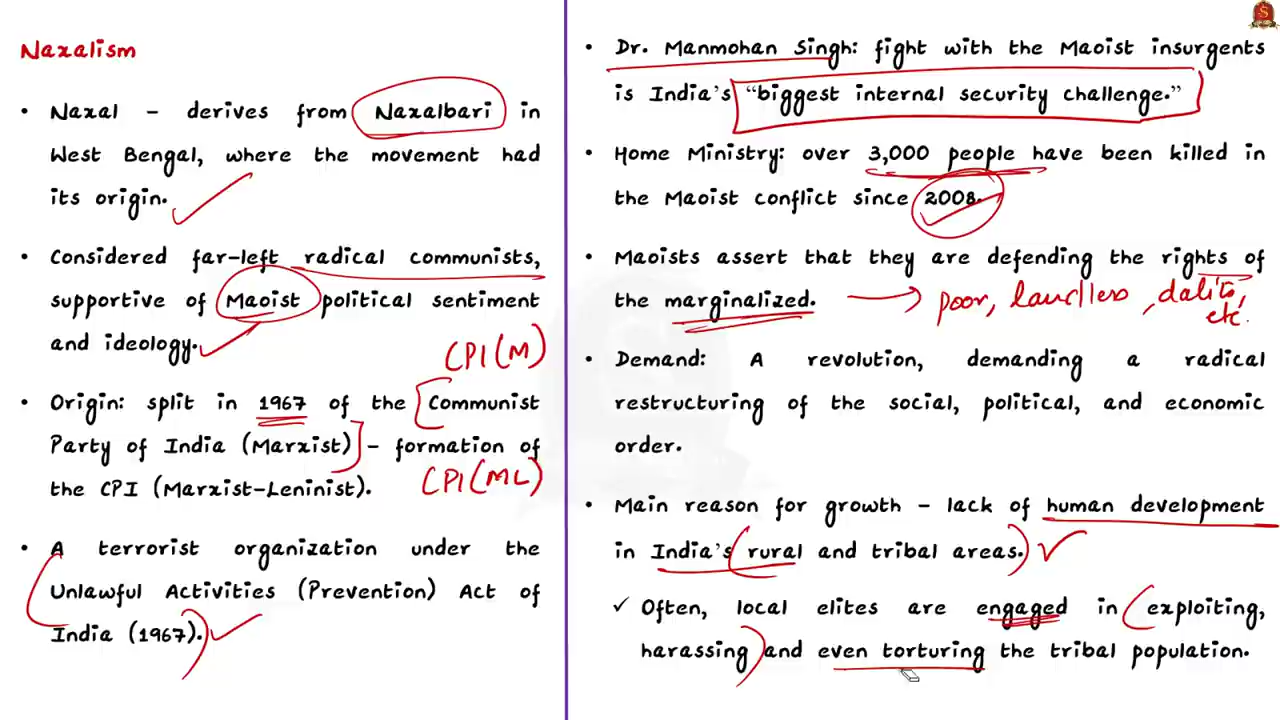 Naxalism
• Naxal – derives from Naxalbari in
West Bengal, where the movement had
its origin.
• Considered far-left radical communists,
supportive of Maoist political sentiment
and ideology.
CPI(M)
• Origin: split in 1967 of the Communist
Party of India (Marxist) – formation of
the CPI (Marxist-Leninist).
CPI(ML)
• A terrorist organization under the
Unlawful Activities (Prevention) Act of
India (1967).
• Dr. Manmohan Singh: fight with the Maoist insurgents
is India's "biggest internal security challenge."
• Home Ministry: over 3,000 people have been killed in
the Maoist conflict since 2008.
• Maoists assert that they are defending the rights of
the marginalized. → poor, landless, dalits,
etc.
• Demand: A revolution, demanding a radical
restructuring of the social, political, and economic
order.
• Main reason for growth – lack of human development
in India's rural and tribal areas.
✓ Often, local elites are engaged in exploiting,
harassing and even torturing the tribal population.